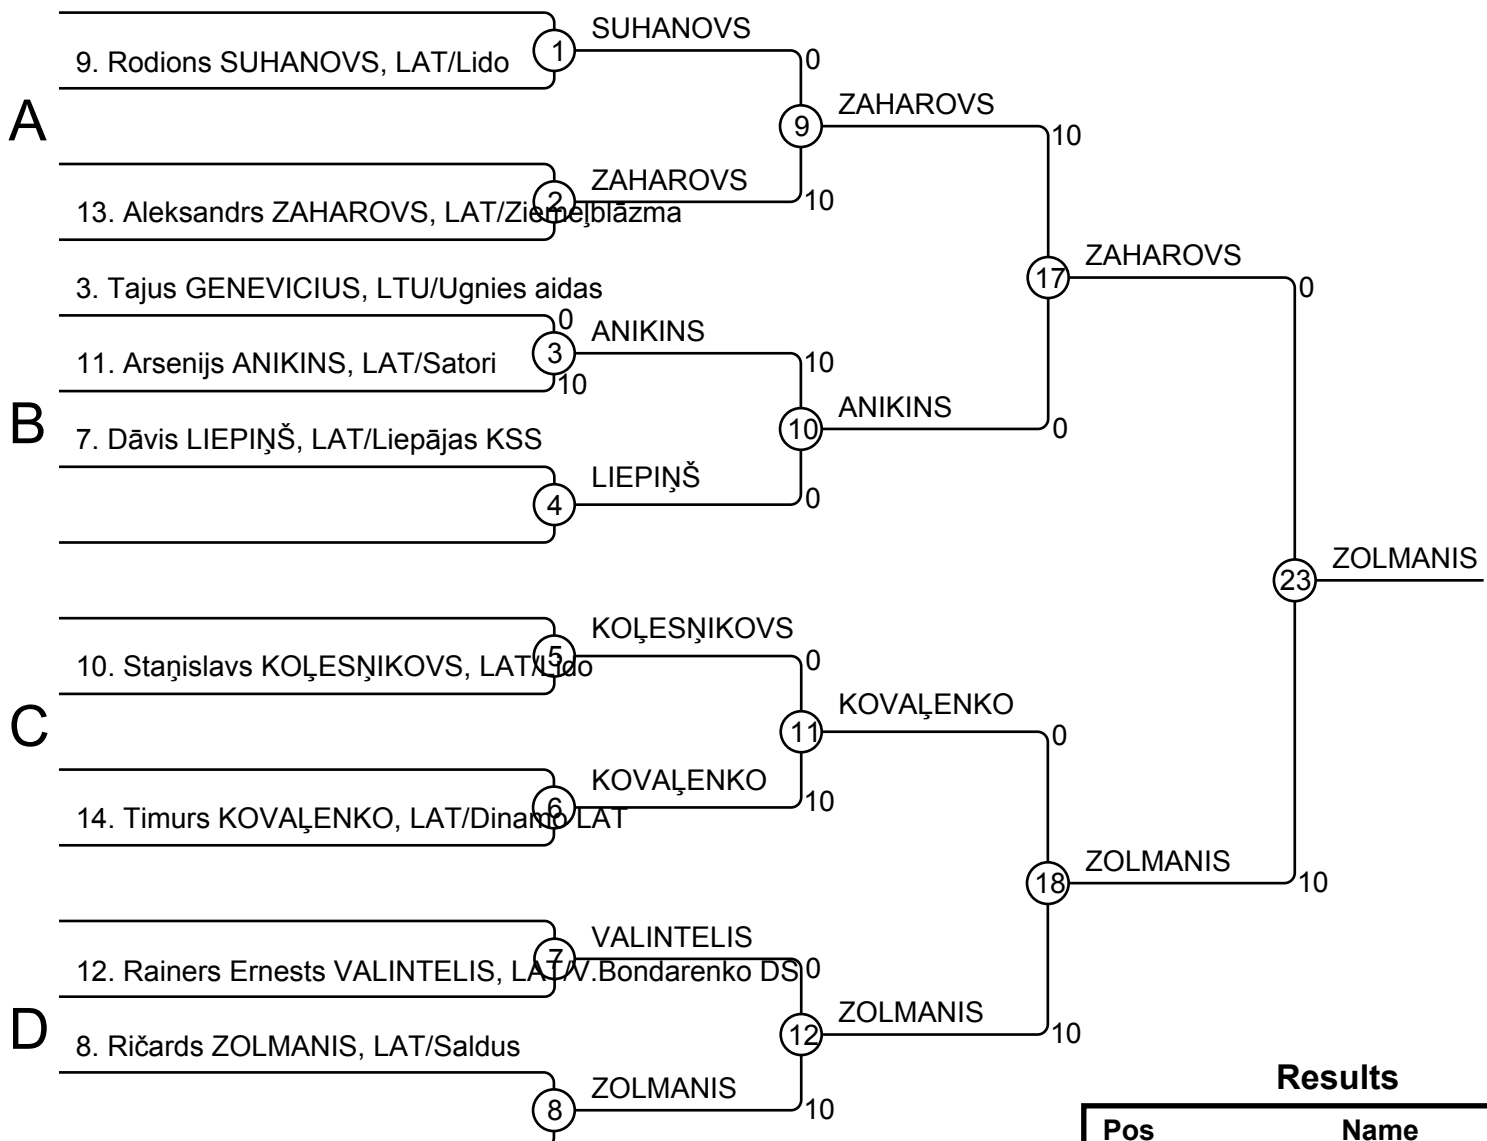 SUHANOVS
1
9. Rodions SUHANOVS, LAT/Lido
0
ZAHAROVS
A
9
10
ZAHAROVS
2
10
13. Aleksandrs ZAHAROVS, LAT/Ziemeļblāzma
ZAHAROVS
3. Tajus GENEVICIUS, LTU/Ugnies aidas
17
0
0
ANIKINS
3
11. Arsenijs ANIKINS, LAT/Satori
10
10
ANIKINS
B
10
0
7. Dāvis LIEPIŅŠ, LAT/Liepājas KSS
LIEPIŅŠ
0
4
ZOLMANIS
23
KOĻESŅIKOVS
5
0
10. Staņislavs KOĻESŅIKOVS, LAT/Lido
KOVAĻENKO
C
11
0
KOVAĻENKO
6
10
14. Timurs KOVAĻENKO, LAT/Dinamo LAT
ZOLMANIS
18
10
VALINTELIS
7
0
12. Rainers Ernests VALINTELIS, LAT/V.Bondarenko DS
ZOLMANIS
D
12
10
8. Ričards ZOLMANIS, LAT/Saldus
Results
ZOLMANIS
8
10
Pos Name